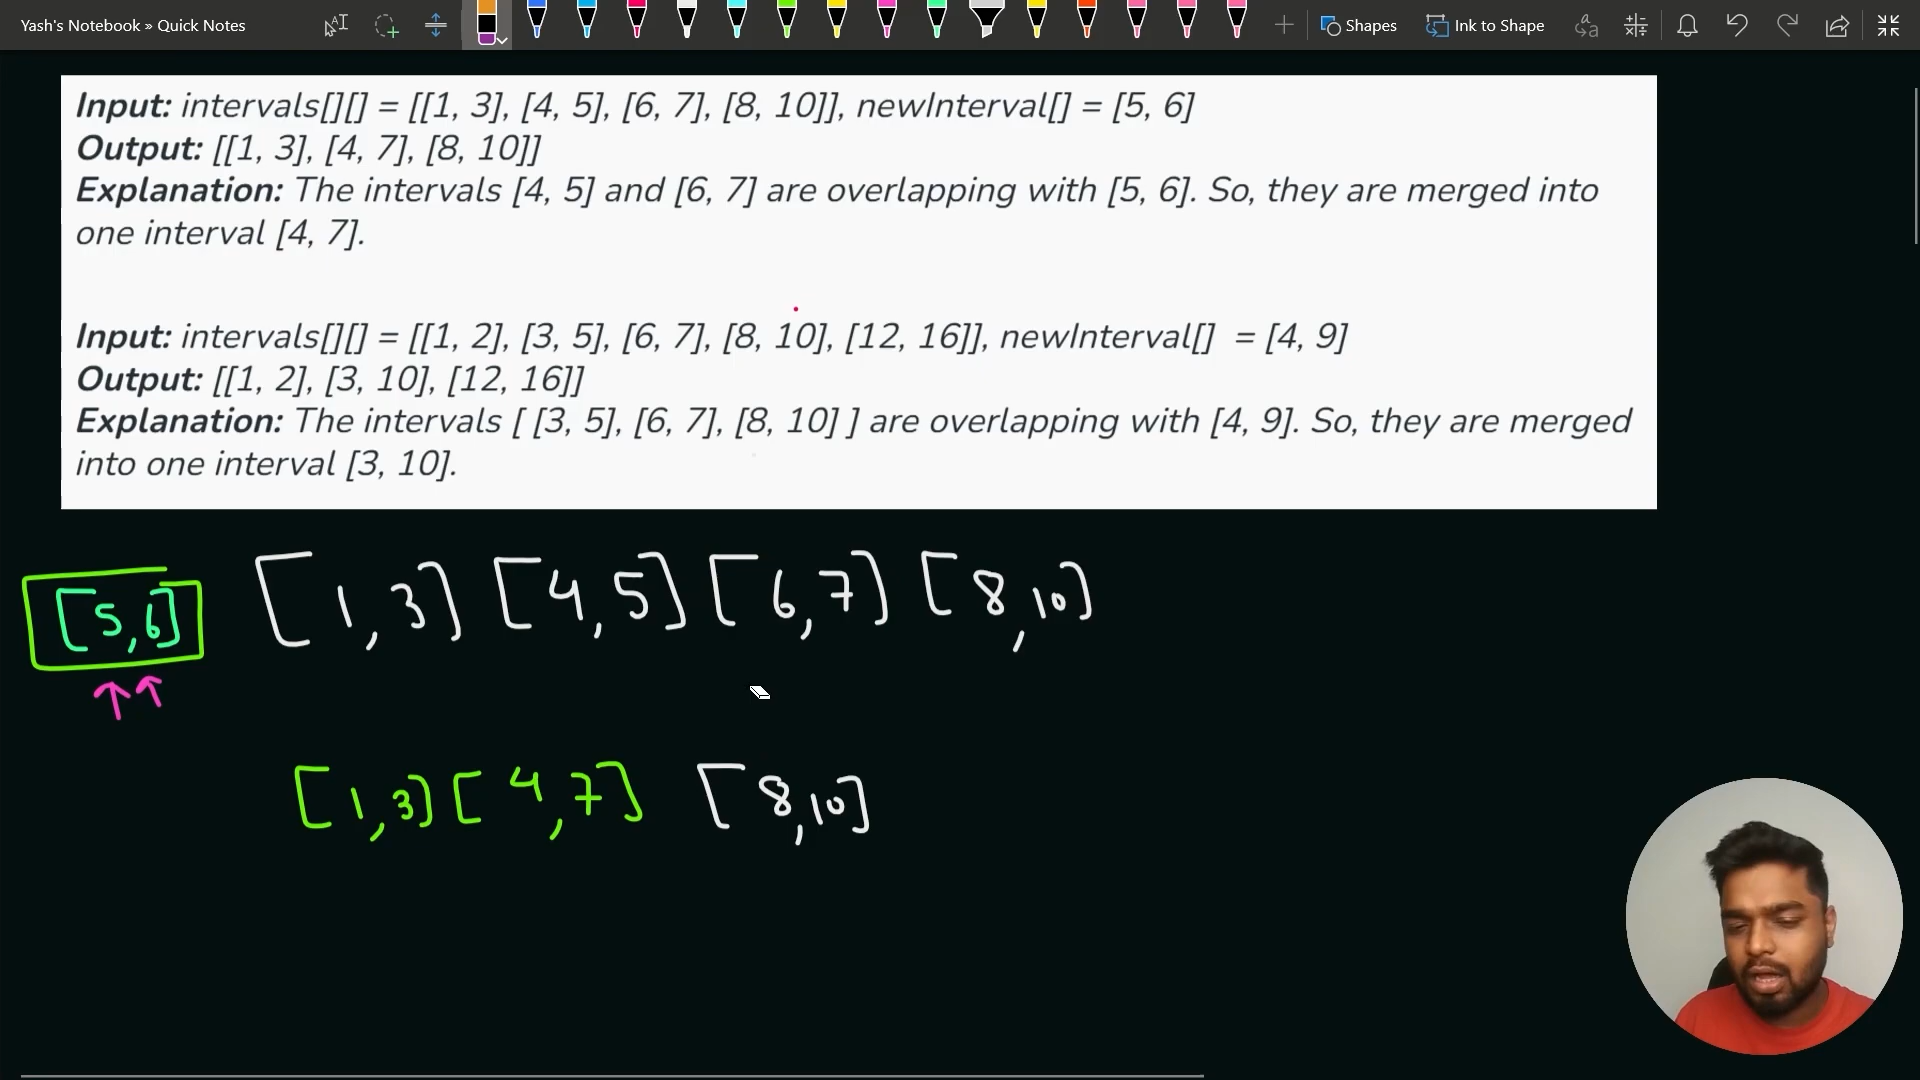 Yash's Notebook » Quick Notes
Shapes
Ink to Shape
Input: intervals[][] = [[1, 3], [4, 5], [6, 7], [8, 10]], newInterval[] = [5, 6]
Output: [[1, 3], [4, 7], [8, 10]]
Explanation: The intervals [4, 5] and [6, 7] are overlapping with [5, 6]. So, they are merged into
one interval [4, 7].
Input: intervals[][] = [[1, 2], [3, 5], [6, 7], [8, 10], [12, 16]], newInterval[]  = [4, 9]
Output: [[1, 2], [3, 10], [12, 16]]
Explanation: The intervals [ [3, 5], [6, 7], [8, 10] ] are overlapping with [4, 9]. So, they are merged
into one interval [3, 10].
[5,6] [1,3] [4,5] [6,7] [8,10]
[1,3] [4,7] [8,10]